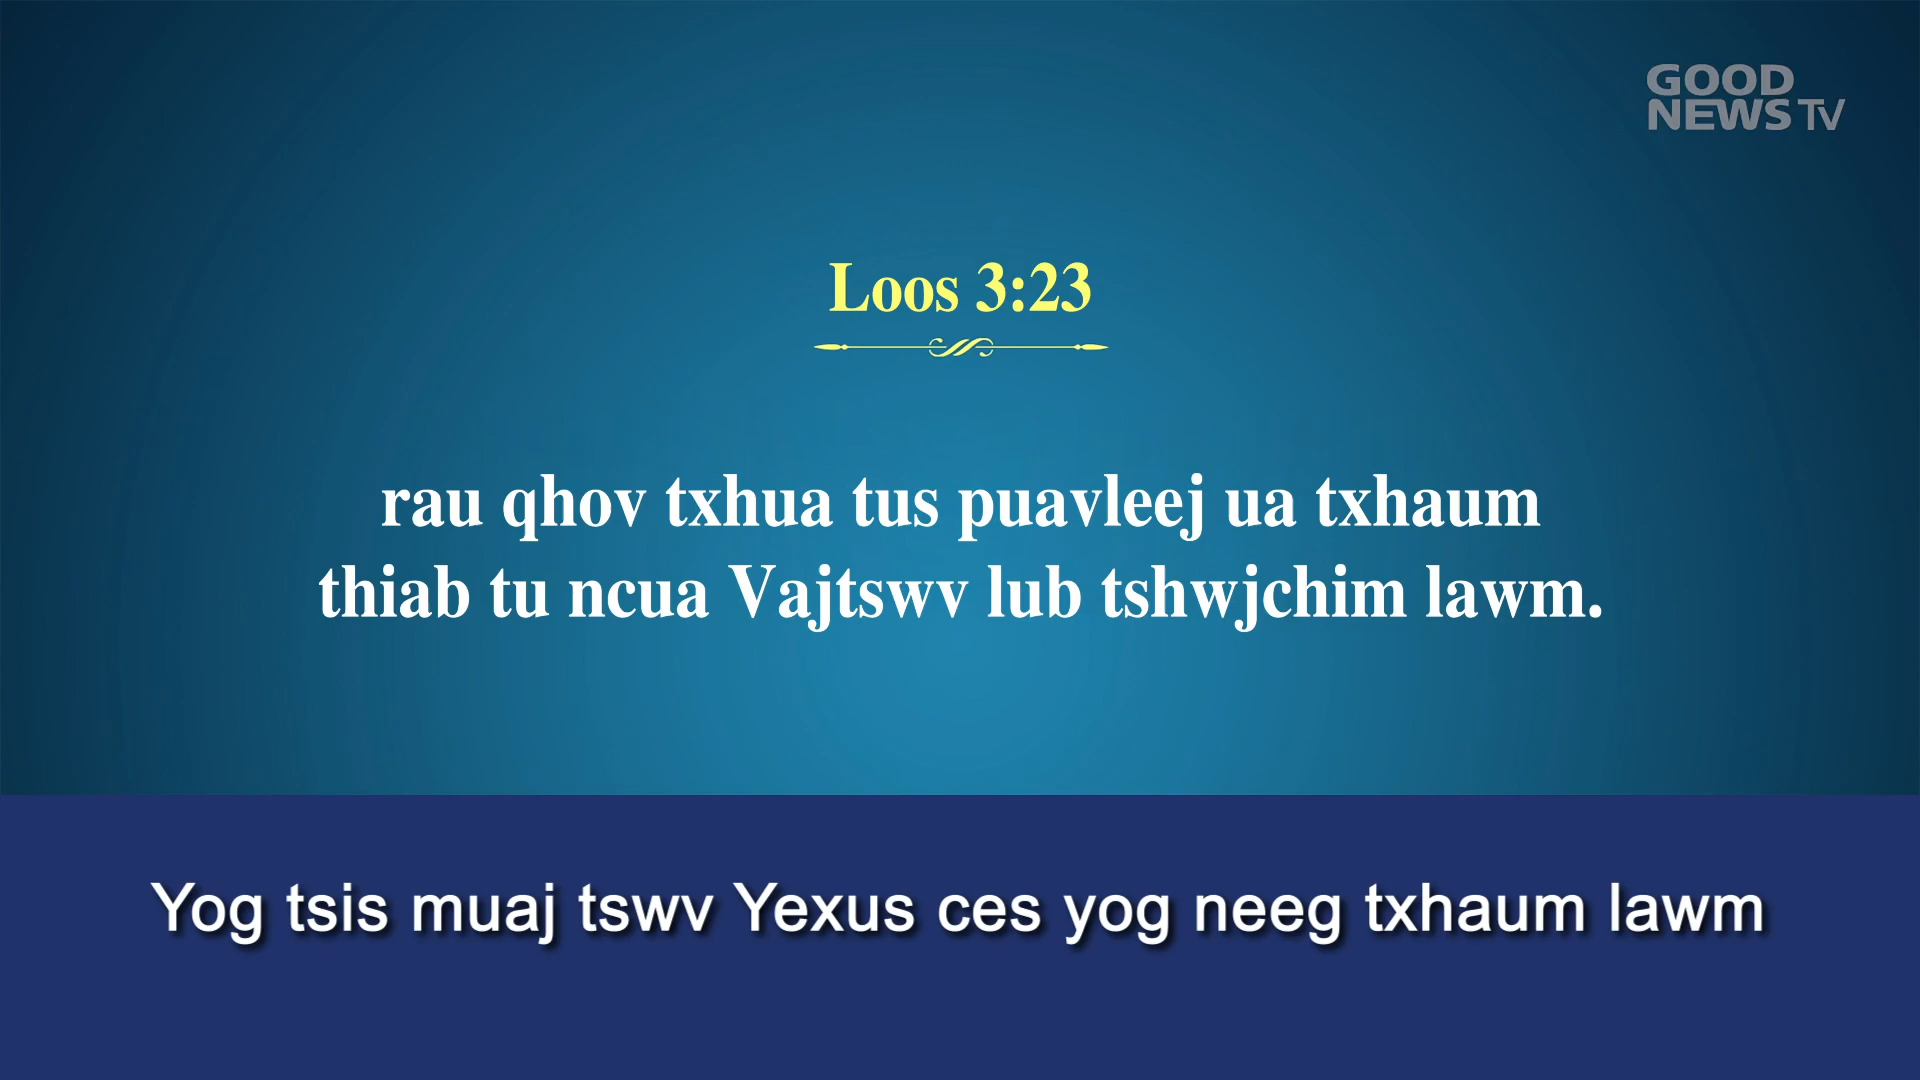 GOOD
NEWS TV
Loos 3:23
rau qhov txhua tus puavleej ua txhaum
thiab tu ncua Vajtswv lub tshwjchim lawm.
Yog tsis muaj tswv Yexus ces yog neeg txhaum lawm